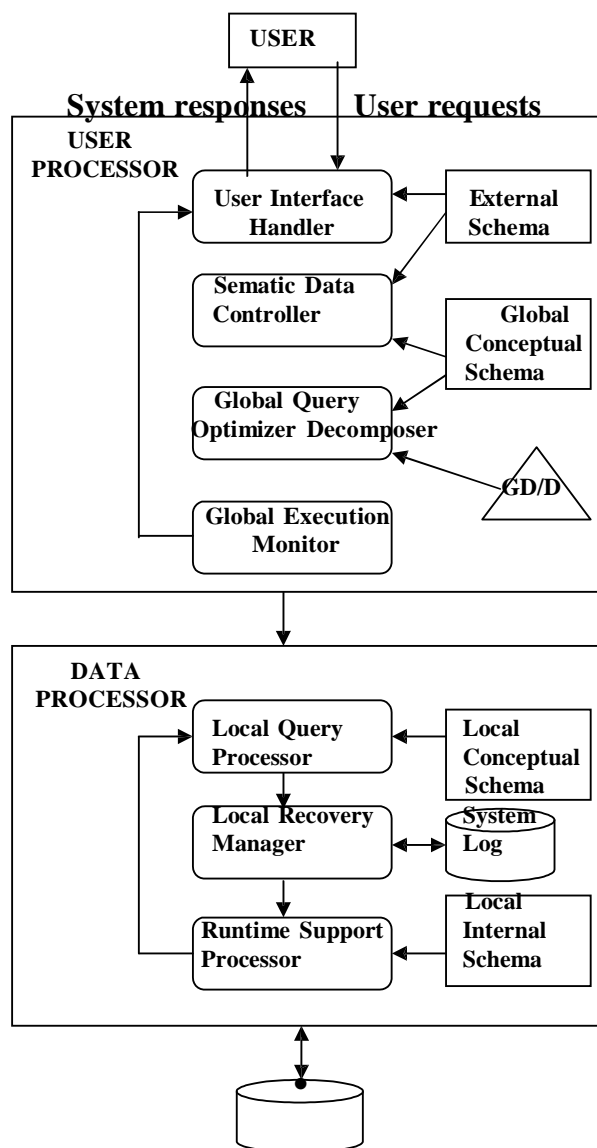 USER
System responses
User requests
USER
PROCESSOR
User Interface
Handler
External
Schema
Sematic Data
Controller
Global
Conceptual
Schema
Global Query
Optimizer Decomposer
GD/D
Global Execution
Monitor
DATA
PROCESSOR
Local Query
Processor
Local
Conceptual
Schema
Local Recovery
Manager
System
Log
Runtime Support
Processor
Local
Internal
Schema